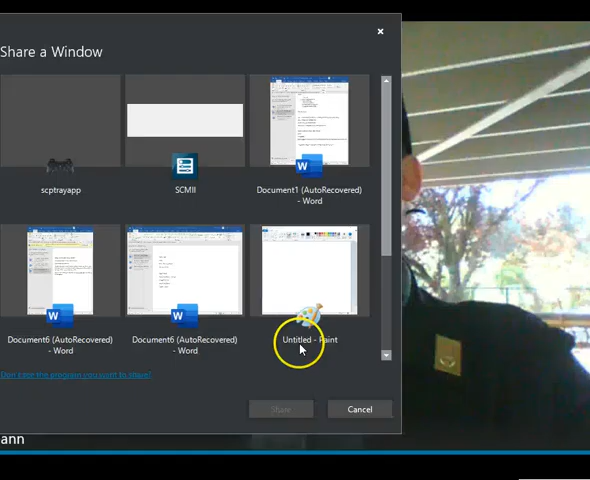 Share a Window
scptrayapp
SCMII
Document1 (AutoRecovered)
- Word
Document6 (AutoRecovered)
- Word
Document6 (AutoRecovered)
- Word
Untitled - Paint
Don't see the program you want to share?
Share
Cancel
ann